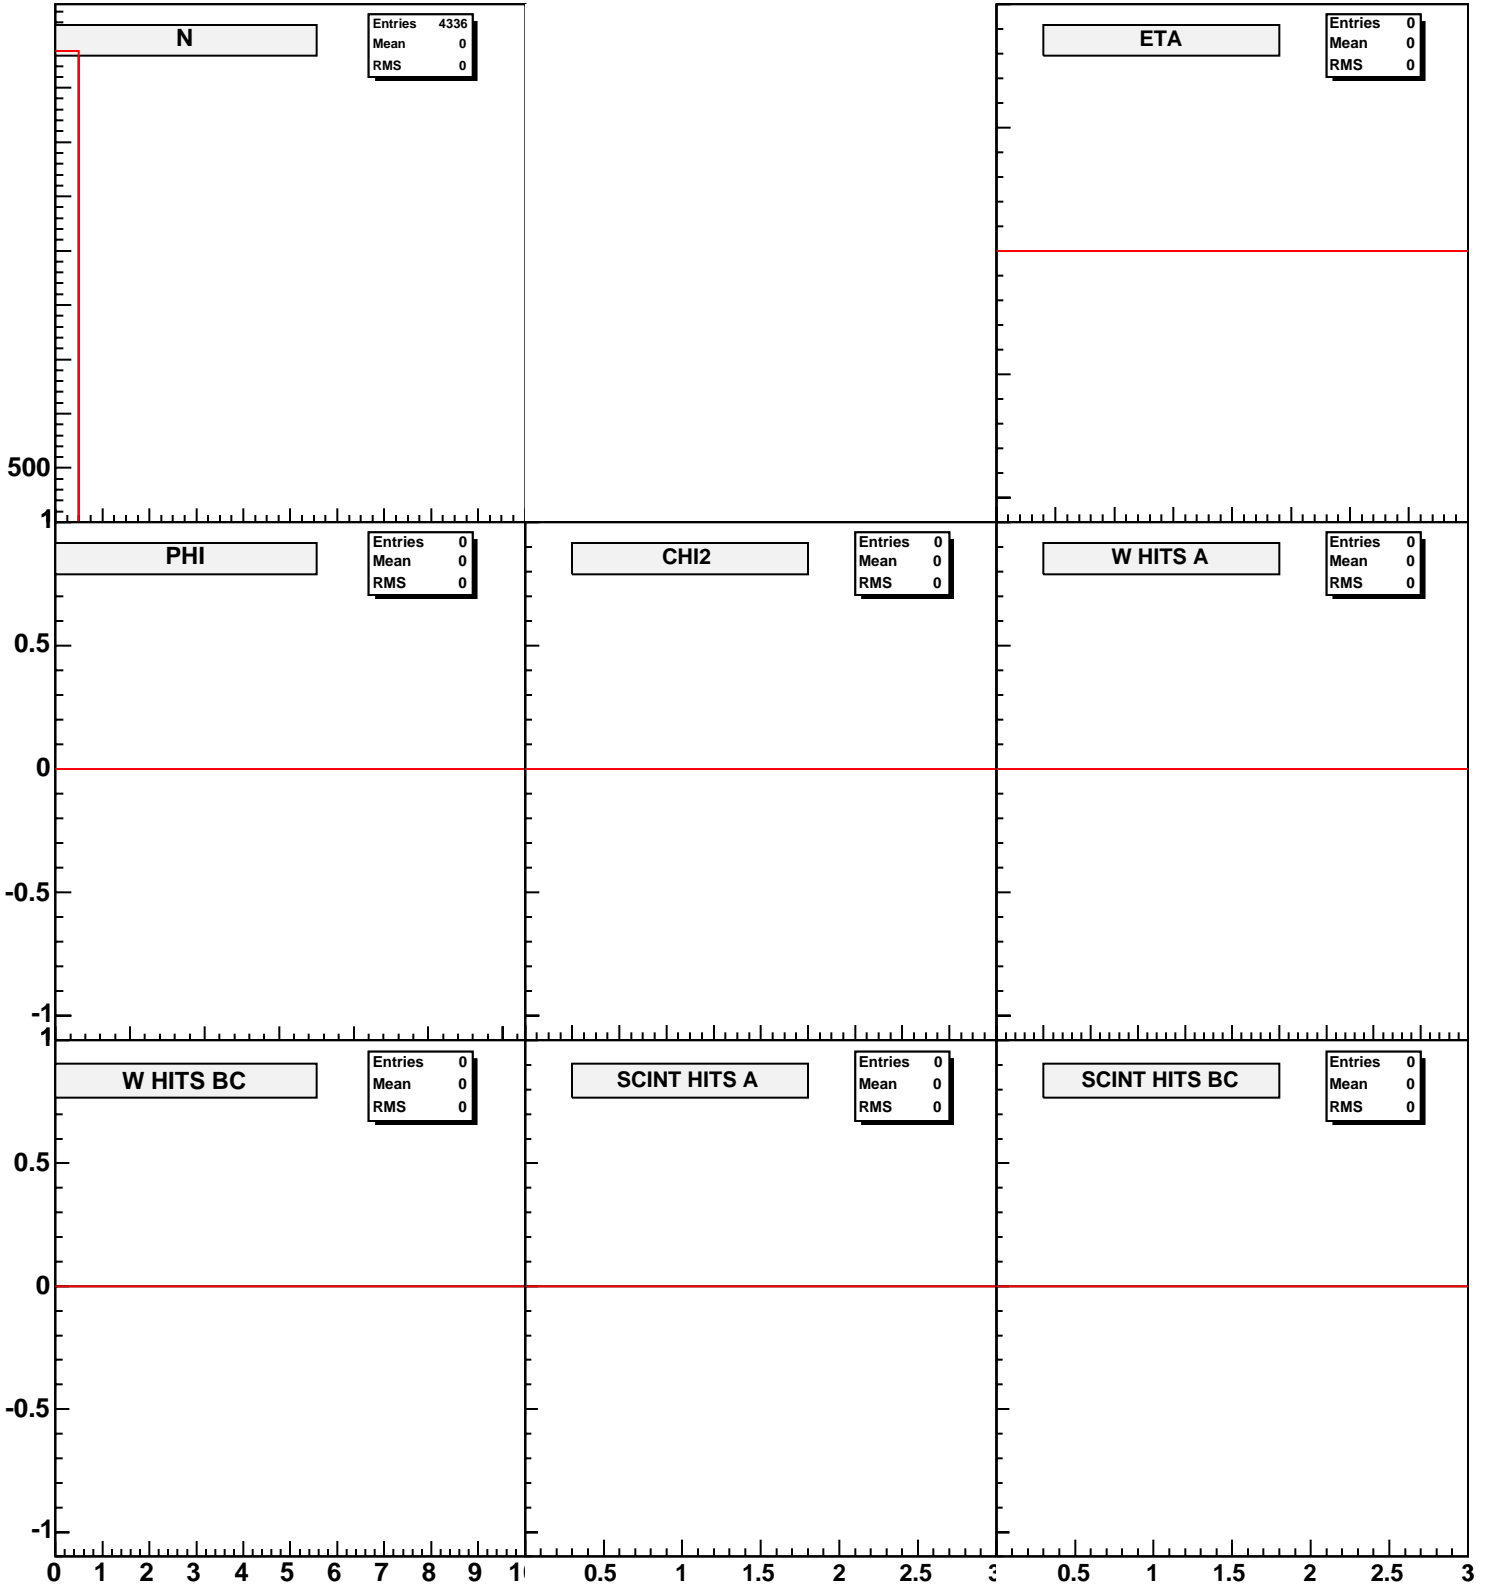 N
Entries 4336
Mean 0
RMS 0
ETA
Entries 0
Mean 0
RMS 0
500
1
PHI
Entries 0
Mean 0
RMS 0
CHI2
Entries 0
Mean 0
RMS 0
W HITS A
Entries 0
Mean 0
RMS 0
0.5
0
-0.5
-1
1
W HITS BC
Entries 0
Mean 0
RMS 0
SCINT HITS A
Entries 0
Mean 0
RMS 0
SCINT HITS BC
Entries 0
Mean 0
RMS 0
0.5
0
-0.5
-1
0 1 2 3 4 5 6 7 8 9 0.5 1 1.5 2 2.5 0.5 1 1.5 2 2.5 3